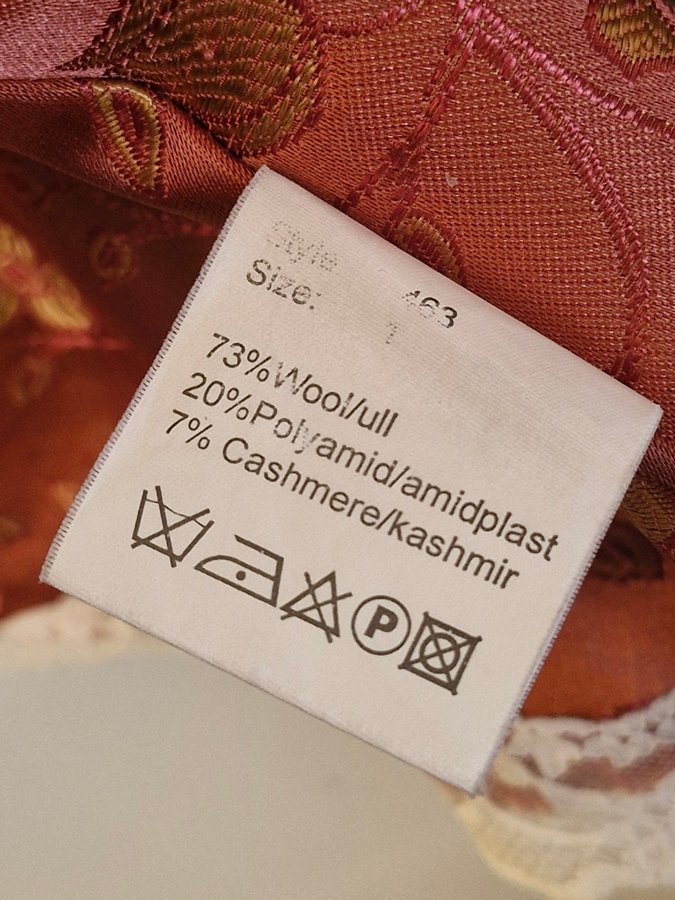 Style 463
Size: 1
73%Wool/ull
20%Polyamid/amidplast
7% Cashmere/kashmir
P